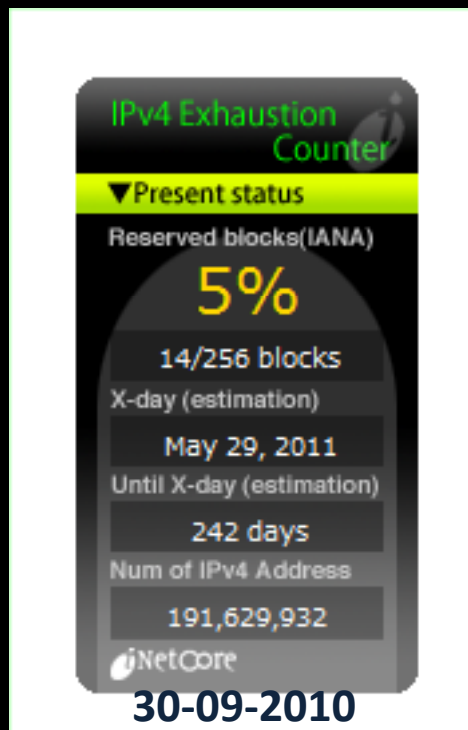 IPv4 Exhaustion
Counter
▼Present status
Reserved blocks(IANA)
5%
14/256 blocks
X-day (estimation)
May 29, 2011
Until X-day (estimation)
242 days
Num of IPv4 Address
191,629,932
iNetCore
30-09-2010